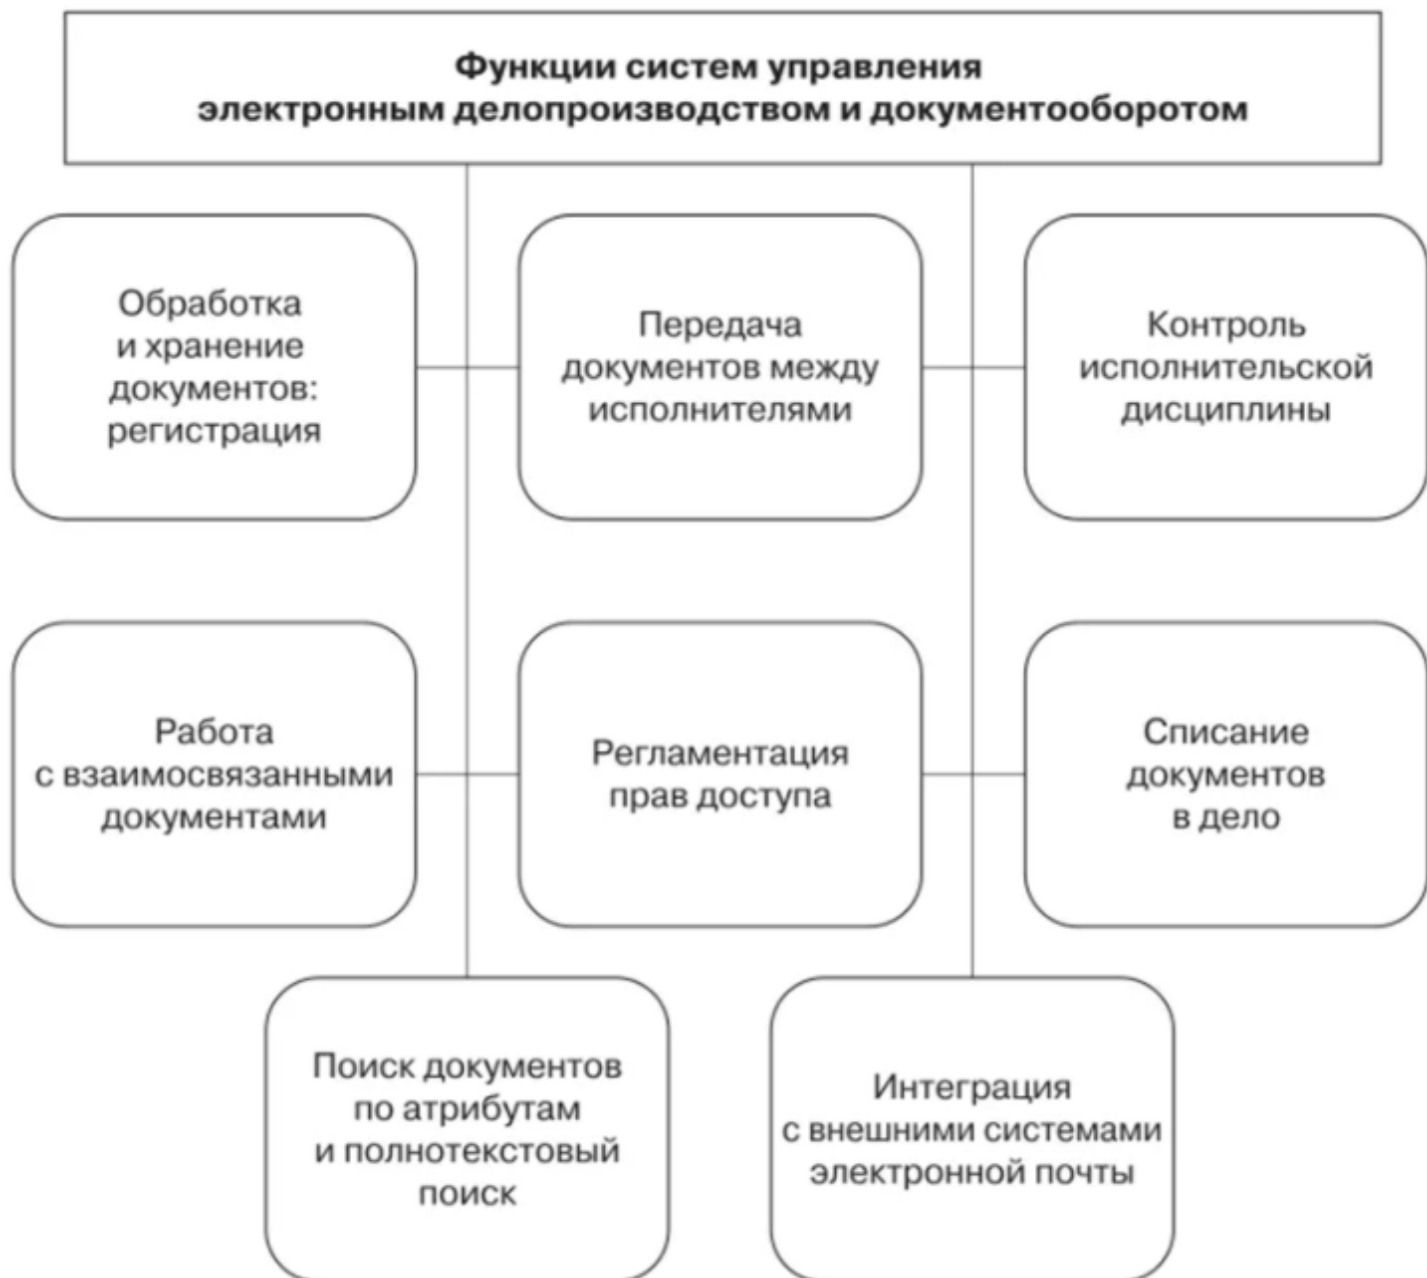 Функции систем управления
электронным делопроизводством и документооборотом
Обработка
и хранение
документов:
регистрация
Передача
документов между
исполнителями
Контроль
исполнительской
дисциплины
Работа
с взаимосвязанными
документами
Регламентация
прав доступа
Списание
документов
в дело
Поиск документов
по атрибутам
и полнотекстовый
поиск
Интеграция
с внешними системами
электронной почты